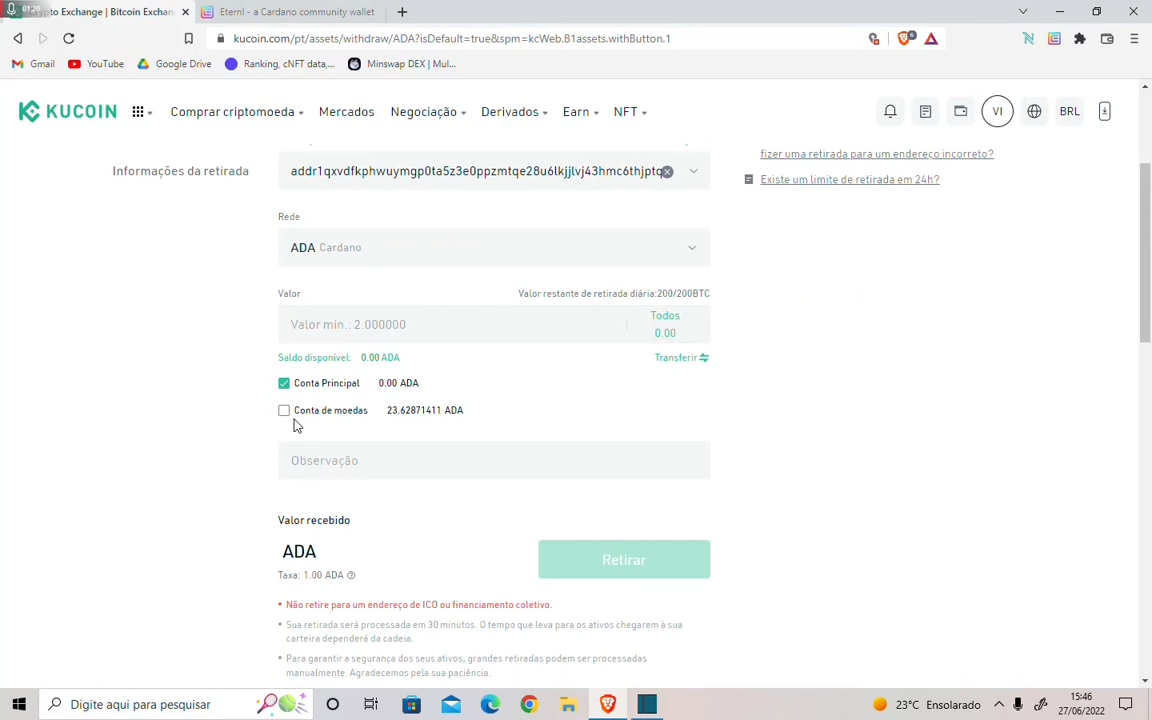 01:20
Crypto Exchange | Bitcoin Exchan
Eternl - a Cardano community wallet
kucoin.com/pt/assets/withdraw/ADA?isDefault=true&spm=kcWeb.B1assets.withButton.1
Gmail
YouTube
Google Drive
Ranking, cNFT data,...
Minswap DEX | Mul...
KUCOIN
Comprar criptomoeda
Mercados
Negociação
Derivados
Earn
NFT
VI
BRL
fizer uma retirada para um endereço incorreto?
Informações da retirada
addr1qxvdfkphwuymgp0ta5z3e0ppzmtqe28u6lkjjlvj43hmc6thjptq
Existe um limite de retirada em 24h?
Rede
ADA Cardano
Valor
Valor restante de retirada diária:200/200BTC
Valor mín.: 2.000000
Todos
0.00
Saldo disponível: 0.00 ADA
Transferir
Conta Principal 0.00 ADA
Conta de moedas 23.62871411 ADA
Observação
Valor recebido
ADA
Retirar
Taxa: 1.00 ADA
• Não retire para um endereço de ICO ou financiamento coletivo.
• Sua retirada será processada em 30 minutos. O tempo que leva para os ativos chegarem à sua
carteira dependerá da cadeia.
• Para garantir a segurança dos seus ativos, grandes retiradas podem ser processadas
manualmente. Agradecemos pela sua paciência.
Digite aqui para pesquisar
23°C Ensolarado
15:46
27/06/2022